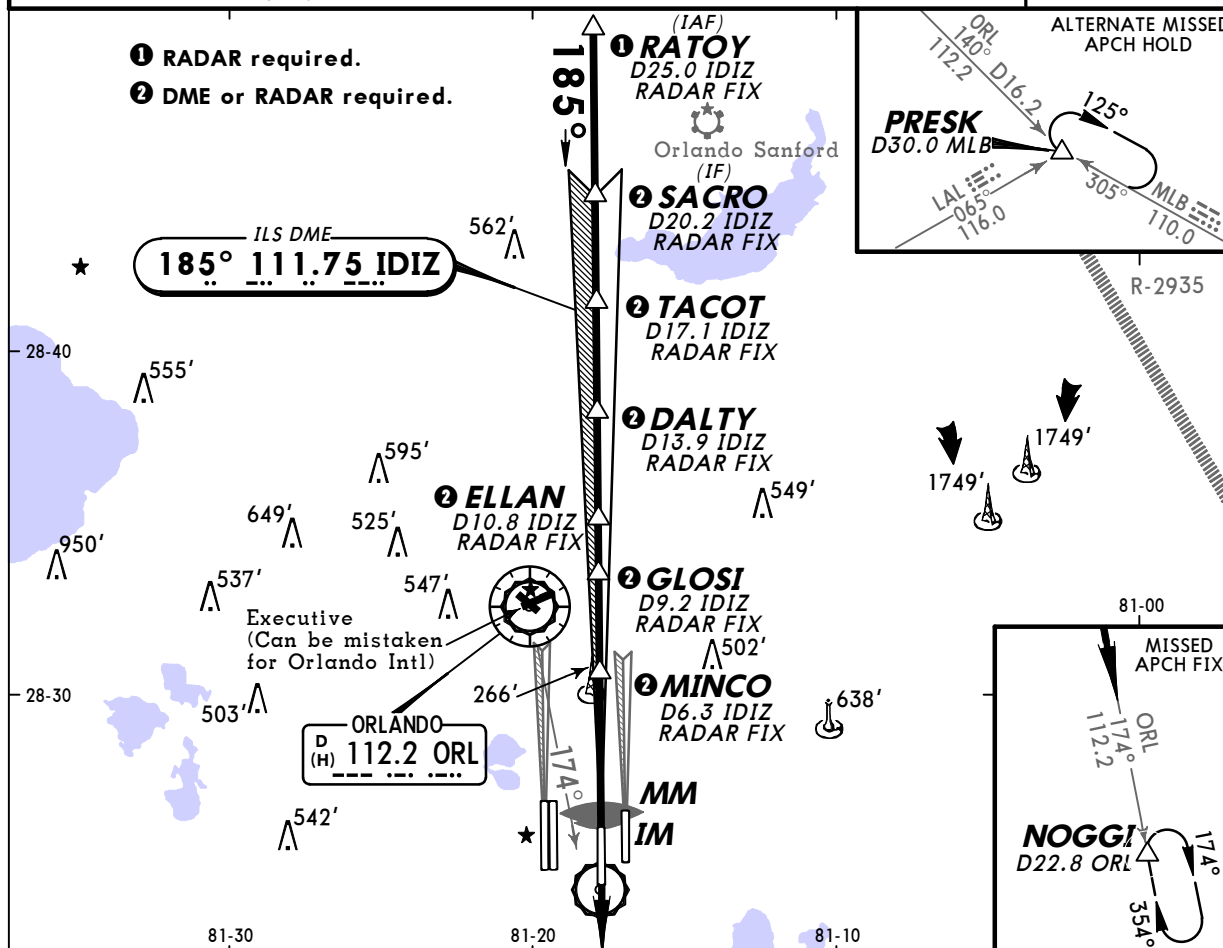 ❶ RADAR required.
❷ DME or RADAR required.
185°
(IAF)
❶ RATOY
D25.0 IDIZ
RADAR FIX
Orlando Sanford
(IF)
❷ SACRO
D20.2 IDIZ
RADAR FIX
ILS DME
185° 111.75 IDIZ
562'
❷ TACOT
D17.1 IDIZ
RADAR FIX
28-40
555'
❷ DALTY
D13.9 IDIZ
RADAR FIX
595'
❷ ELLAN
D10.8 IDIZ
RADAR FIX
549'
649'
525'
950'
537'
547'
❷ GLOSI
D9.2 IDIZ
RADAR FIX
Executive
(Can be mistaken
for Orlando Intl)
502'
28-30
266'
❷ MINCO
D6.3 IDIZ
RADAR FIX
638'
503'
ORLANDO
D
(H) 112.2 ORL
174°
MM
IM
542'
81-30
81-20
81-10
ALTERNATE MISSED
APCH HOLD
ORL
140° D16.2
112.2
125°
PRESK
D30.0 MLB
LAL
065°
116.0
305°
MLB
110.0
R-2935
1749'
1749'
81-00
MISSED
APCH FIX
ORL
174°
112.2
NOGGI
D22.8 ORL
174°
354°